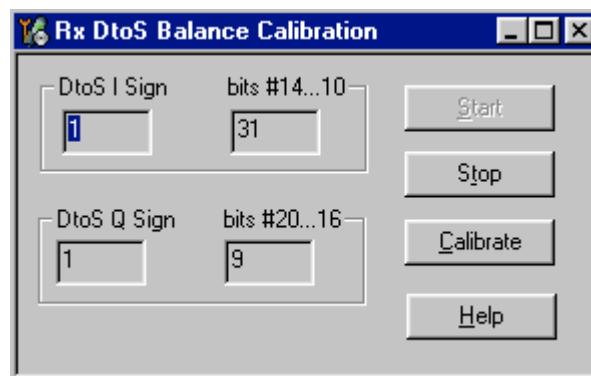 Rx DtoS Balance Calibration
DtoS I Sign bits #14...10
1 31
Start
Stop
DtoS Q Sign bits #20...16
1 9
Calibrate
Help